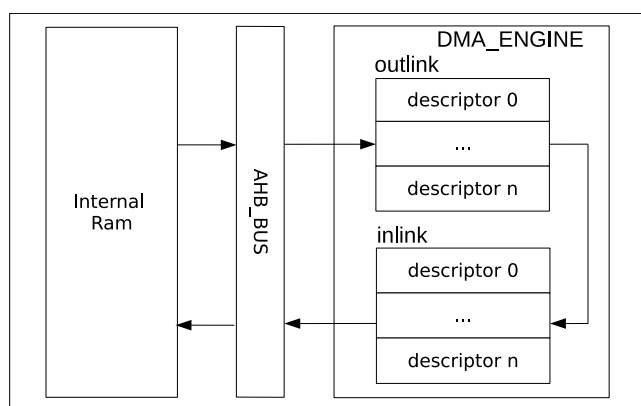 DMA_ENGINE
outlink
descriptor 0
...
descriptor n
Internal
Ram
AHB_BUS
inlink
descriptor 0
...
descriptor n